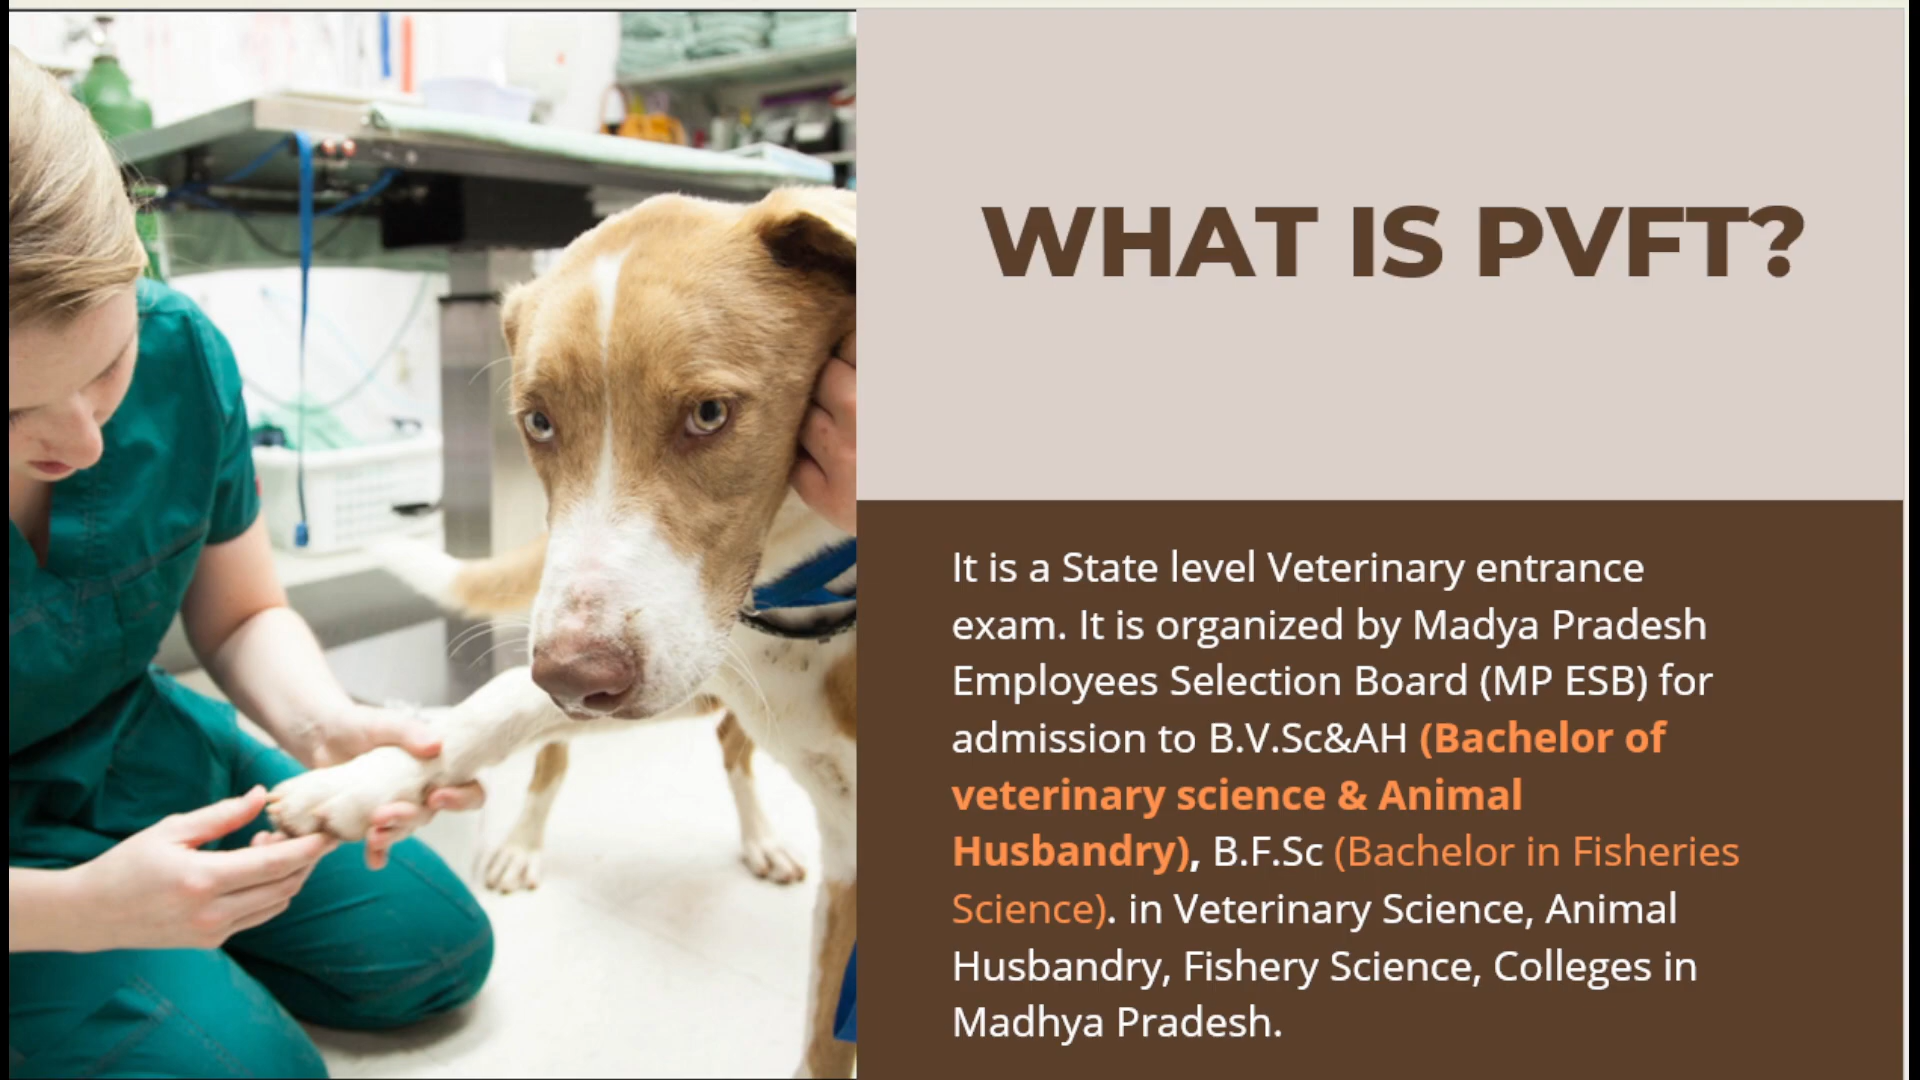 WHAT IS PVFT?
It is a State level Veterinary entrance
exam. It is organized by Madya Pradesh
Employees Selection Board (MP ESB) for
admission to B.V.Sc&AH (Bachelor of
veterinary science & Animal
Husbandry), B.F.Sc (Bachelor in Fisheries
Science). in Veterinary Science, Animal
Husbandry, Fishery Science, Colleges in
Madhya Pradesh.